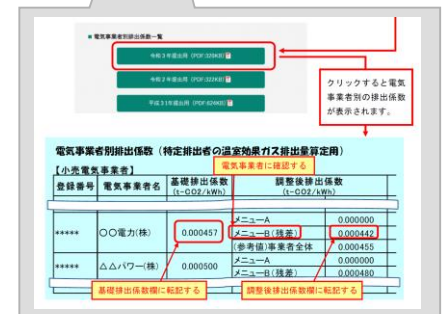 ■ 電気事業者別排出係数一覧
令和3年提出用 (PDF:329KB)
令和2年提出用 (PDF:322KB)
平成31年提出用 (PDF:624KB)
クリックすると電気
事業者別の排出係数
が表示されます。
電気事業者別排出係数(特定排出者の温室効果ガス排出量算定用)
【小売電気事業者】
電気事業者に確認する
登録番号 電気事業者名 基礎排出係数 (t-CO2/kWh) 調整後排出係数 (t-CO2/kWh)
メニューA 0.000000
***** 〇〇電力(株) 0.000457 メニューB(残差) 0.000442
(参考値)事業者全体 0.000455
メニューA 0.000000
***** △△パワー(株) 0.000500 メニューB(残差) 0.000480
基礎排出係数欄に転記する 調整後排出係数欄に転記する